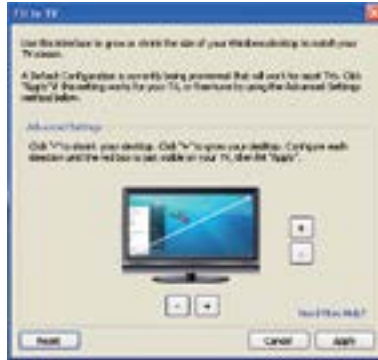 Fit to TV
Use this interface to grow or shrink the size of your Windows desktop to match your
TV screen.
A Default Configuration is currently being previewed that will work for most TVs. Click
"Apply" if the setting works for your TV, or fine-tune by using the Advanced Settings
method below.
Advanced Settings
Click "-" to shrink your desktop. Click "+" to grow your desktop. Configure each
direction until the red box is just visible on your TV, then hit "Apply".
+
-
- +
Need More Help?
Reset Cancel Apply